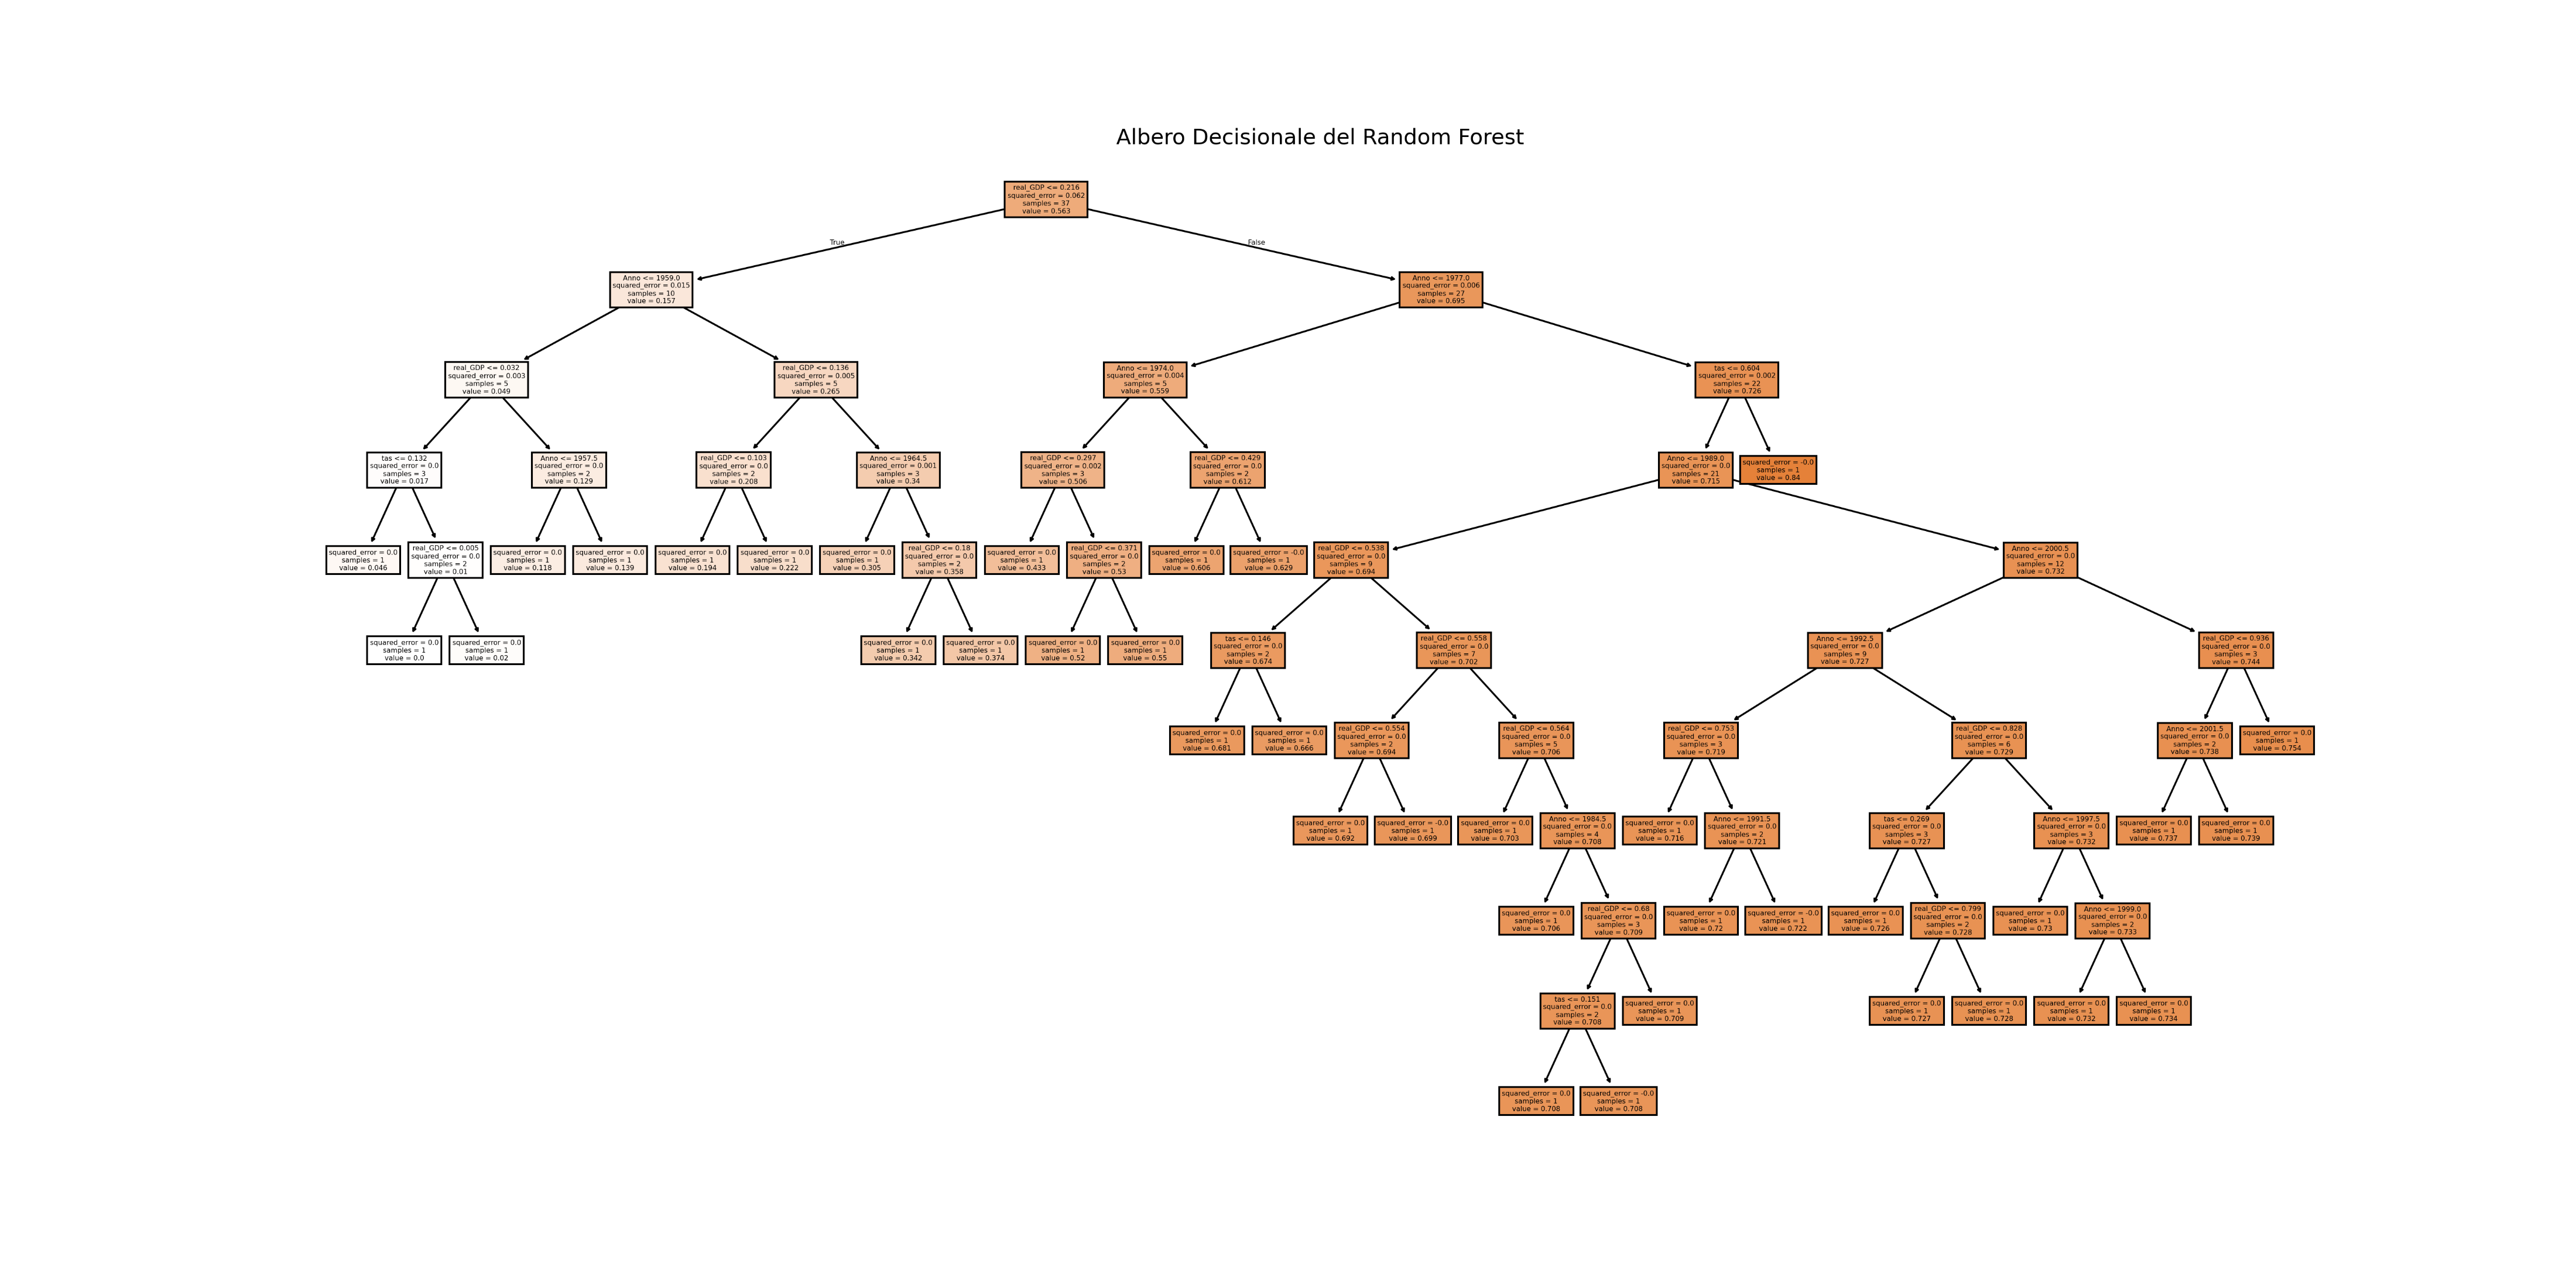 Albero Decisionale del Random Forest
real_GDP <= 0.216
squared_error = 0.062
samples = 37
value = 0.563
True
False
Anno <= 1959.0
squared_error = 0.015
samples = 10
value = 0.157
Anno <= 1977.0
squared_error = 0.006
samples = 27
value = 0.695
real_GDP <= 0.032
squared_error = 0.003
samples = 5
value = 0.049
real_GDP <= 0.136
squared_error = 0.005
samples = 5
value = 0.265
Anno <= 1974.0
squared_error = 0.004
samples = 5
value = 0.559
tas <= 0.604
squared_error = 0.002
samples = 22
value = 0.726
tas <= 0.132
squared_error = 0.0
samples = 3
value = 0.017
Anno <= 1957.5
squared_error = 0.0
samples = 2
value = 0.129
real_GDP <= 0.103
squared_error = 0.0
samples = 2
value = 0.208
Anno <= 1964.5
squared_error = 0.001
samples = 3
value = 0.34
real_GDP <= 0.297
squared_error = 0.002
samples = 3
value = 0.506
real_GDP <= 0.429
squared_error = 0.0
samples = 2
value = 0.612
Anno <= 1989.0
squared_error = 0.0
samples = 21
value = 0.715
squared_error = -0.0
samples = 1
value = 0.84
squared_error = 0.0
samples = 1
value = 0.046
real_GDP <= 0.005
squared_error = 0.0
samples = 2
value = 0.01
squared_error = 0.0
samples = 1
value = 0.118
squared_error = 0.0
samples = 1
value = 0.139
squared_error = 0.0
samples = 1
value = 0.194
squared_error = 0.0
samples = 1
value = 0.222
squared_error = 0.0
samples = 1
value = 0.305
real_GDP <= 0.18
squared_error = 0.0
samples = 2
value = 0.358
squared_error = 0.0
samples = 1
value = 0.433
real_GDP <= 0.371
squared_error = 0.0
samples = 2
value = 0.53
squared_error = 0.0
samples = 1
value = 0.606
squared_error = -0.0
samples = 1
value = 0.629
real_GDP <= 0.538
squared_error = 0.0
samples = 9
value = 0.694
Anno <= 2000.5
squared_error = 0.0
samples = 12
value = 0.732
squared_error = 0.0
samples = 1
value = 0.0
squared_error = 0.0
samples = 1
value = 0.02
squared_error = 0.0
samples = 1
value = 0.342
squared_error = 0.0
samples = 1
value = 0.374
squared_error = 0.0
samples = 1
value = 0.52
squared_error = 0.0
samples = 1
value = 0.55
tas <= 0.146
squared_error = 0.0
samples = 2
value = 0.674
real_GDP <= 0.558
squared_error = 0.0
samples = 7
value = 0.702
Anno <= 1992.5
squared_error = 0.0
samples = 9
value = 0.727
real_GDP <= 0.936
squared_error = 0.0
samples = 3
value = 0.744
squared_error = 0.0
samples = 1
value = 0.681
squared_error = 0.0
samples = 1
value = 0.666
real_GDP <= 0.554
squared_error = 0.0
samples = 2
value = 0.694
real_GDP <= 0.564
squared_error = 0.0
samples = 5
value = 0.706
real_GDP <= 0.753
squared_error = 0.0
samples = 3
value = 0.719
real_GDP <= 0.828
squared_error = 0.0
samples = 6
value = 0.729
Anno <= 2001.5
squared_error = 0.0
samples = 2
value = 0.738
squared_error = 0.0
samples = 1
value = 0.754
squared_error = 0.0
samples = 1
value = 0.692
squared_error = -0.0
samples = 1
value = 0.699
squared_error = 0.0
samples = 1
value = 0.703
Anno <= 1984.5
squared_error = 0.0
samples = 4
value = 0.708
squared_error = 0.0
samples = 1
value = 0.716
Anno <= 1991.5
squared_error = 0.0
samples = 2
value = 0.721
tas <= 0.269
squared_error = 0.0
samples = 3
value = 0.727
Anno <= 1997.5
squared_error = 0.0
samples = 3
value = 0.732
squared_error = 0.0
samples = 1
value = 0.737
squared_error = 0.0
samples = 1
value = 0.739
squared_error = 0.0
samples = 1
value = 0.706
real_GDP <= 0.68
squared_error = 0.0
samples = 3
value = 0.709
squared_error = 0.0
samples = 1
value = 0.72
squared_error = -0.0
samples = 1
value = 0.722
squared_error = 0.0
samples = 1
value = 0.726
real_GDP <= 0.799
squared_error = 0.0
samples = 2
value = 0.728
squared_error = 0.0
samples = 1
value = 0.73
Anno <= 1999.0
squared_error = 0.0
samples = 2
value = 0.733
tas <= 0.151
squared_error = 0.0
samples = 2
value = 0.708
squared_error = 0.0
samples = 1
value = 0.709
squared_error = 0.0
samples = 1
value = 0.727
squared_error = 0.0
samples = 1
value = 0.728
squared_error = 0.0
samples = 1
value = 0.732
squared_error = 0.0
samples = 1
value = 0.734
squared_error = 0.0
samples = 1
value = 0.708
squared_error = -0.0
samples = 1
value = 0.708